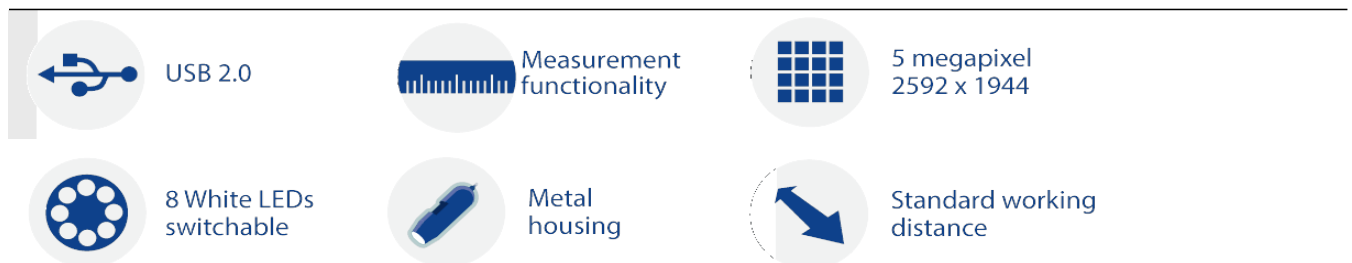 USB 2.0
Measurement
functionality
5 megapixel
2592 x 1944
8 White LEDs
switchable
Metal
housing
Standard working
distance